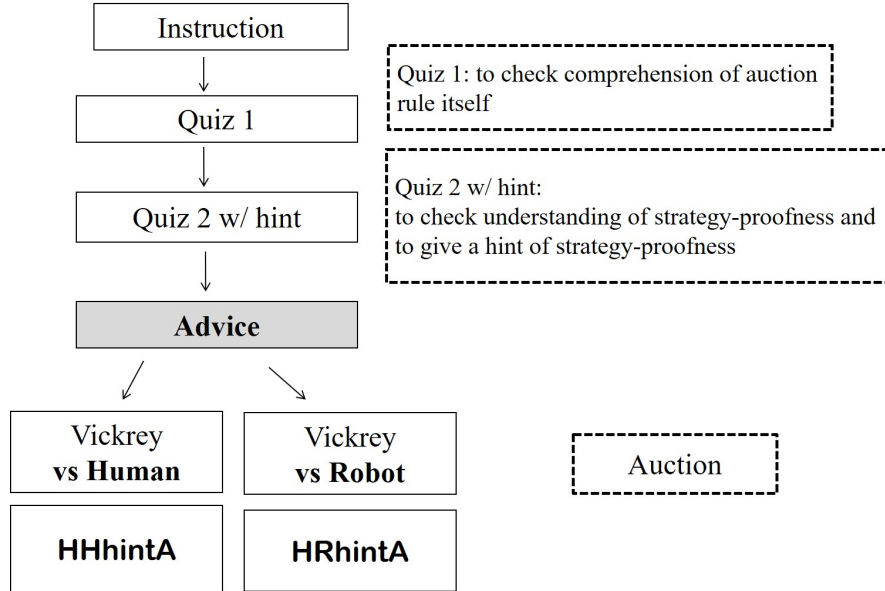 Instruction
Quiz 1: to check comprehension of auction
rule itself
Quiz 1
Quiz 2 w/ hint:
to check understanding of strategy-proofness and
to give a hint of strategy-proofness
Quiz 2 w/ hint
Advice
Vickrey
vs Human
Vickrey
vs Robot
Auction
HHhintA
HRhintA